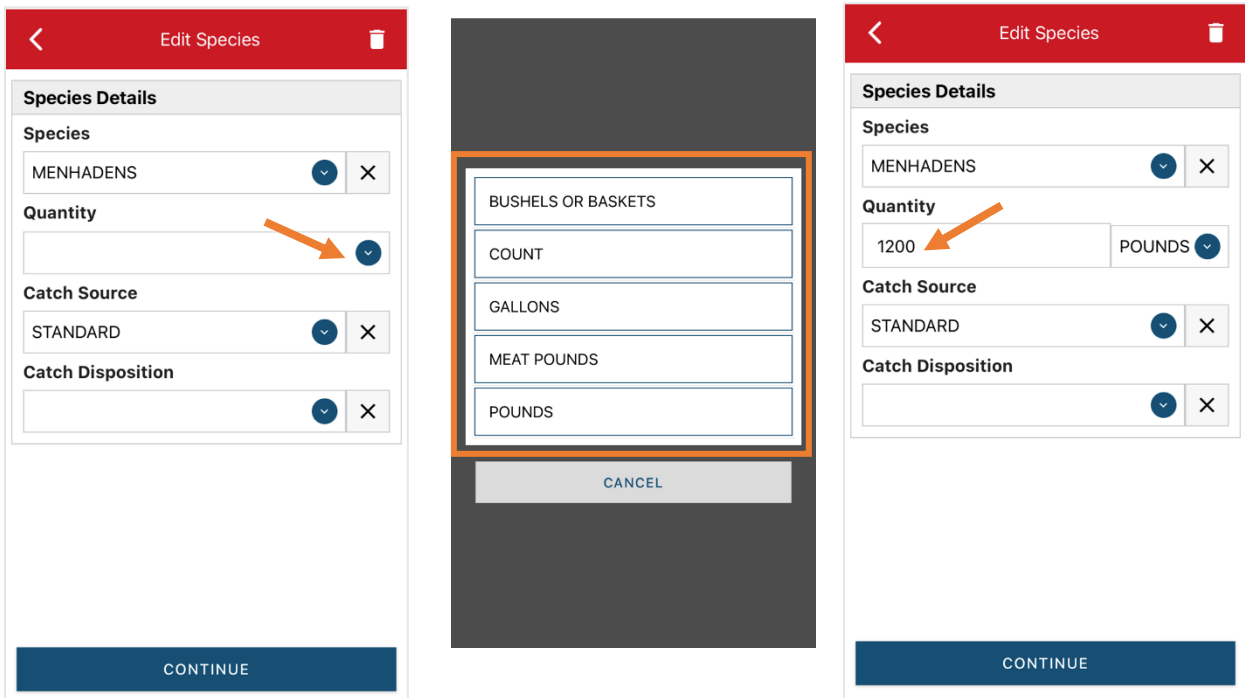 Edit Species
Species Details
Species
MENHADENS
Quantity
Catch Source
STANDARD
Catch Disposition
CONTINUE
BUSHELS OR BASKETS
COUNT
GALLONS
MEAT POUNDS
POUNDS
CANCEL
Edit Species
Species Details
Species
MENHADENS
Quantity
1200 POUNDS
Catch Source
STANDARD
Catch Disposition
CONTINUE